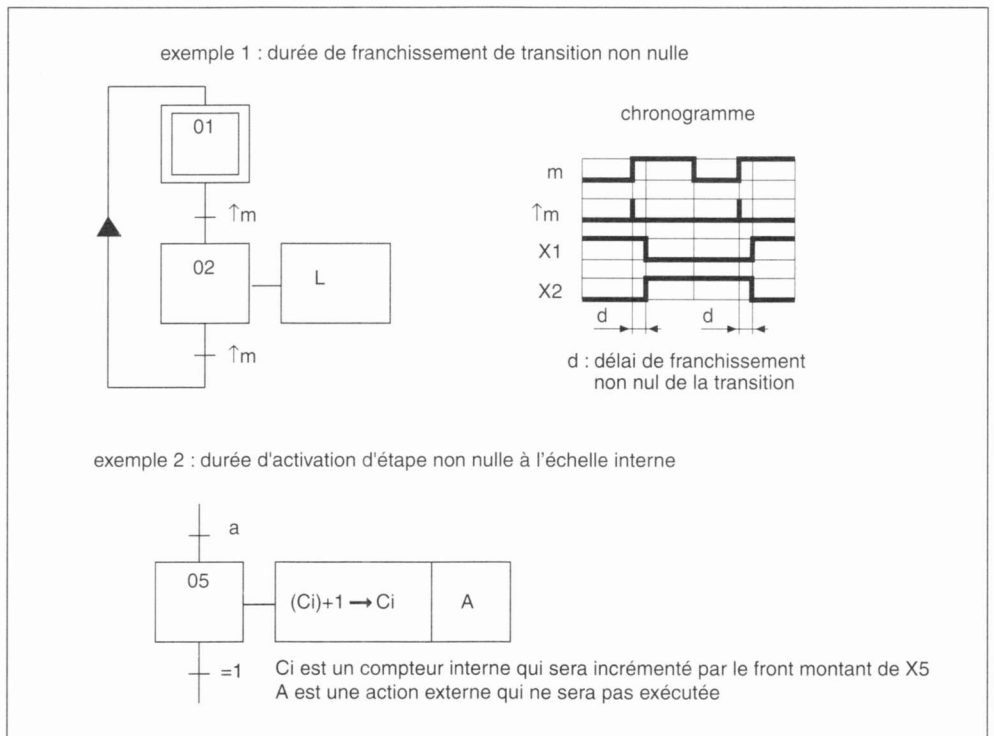 exemple 1 : durée de franchissement de transition non nulle
01
↑m
02
L
↑m
chronogramme
m
↑m
X1
X2
d
d
d : délai de franchissement
non nul de la transition
exemple 2 : durée d'activation d'étape non nulle à l'échelle interne
a
05
(Ci)+1 → Ci
A
=1
Ci est un compteur interne qui sera incrémenté par le front montant de X5
A est une action externe qui ne sera pas exécutée